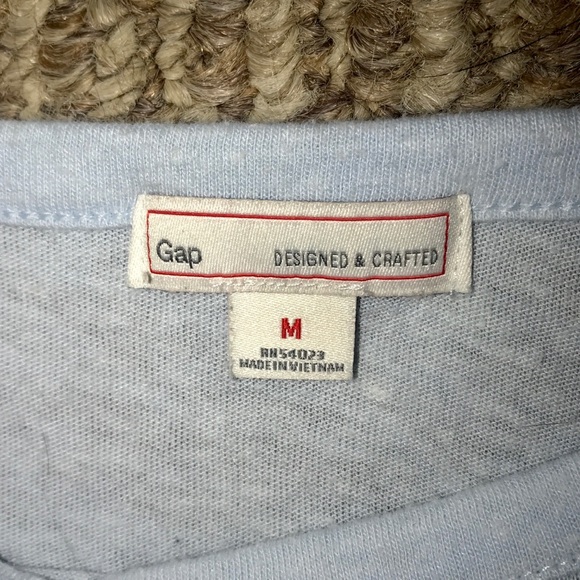 Gap DESIGNED & CRAFTED
M
RN54023
MADE IN VIETNAM